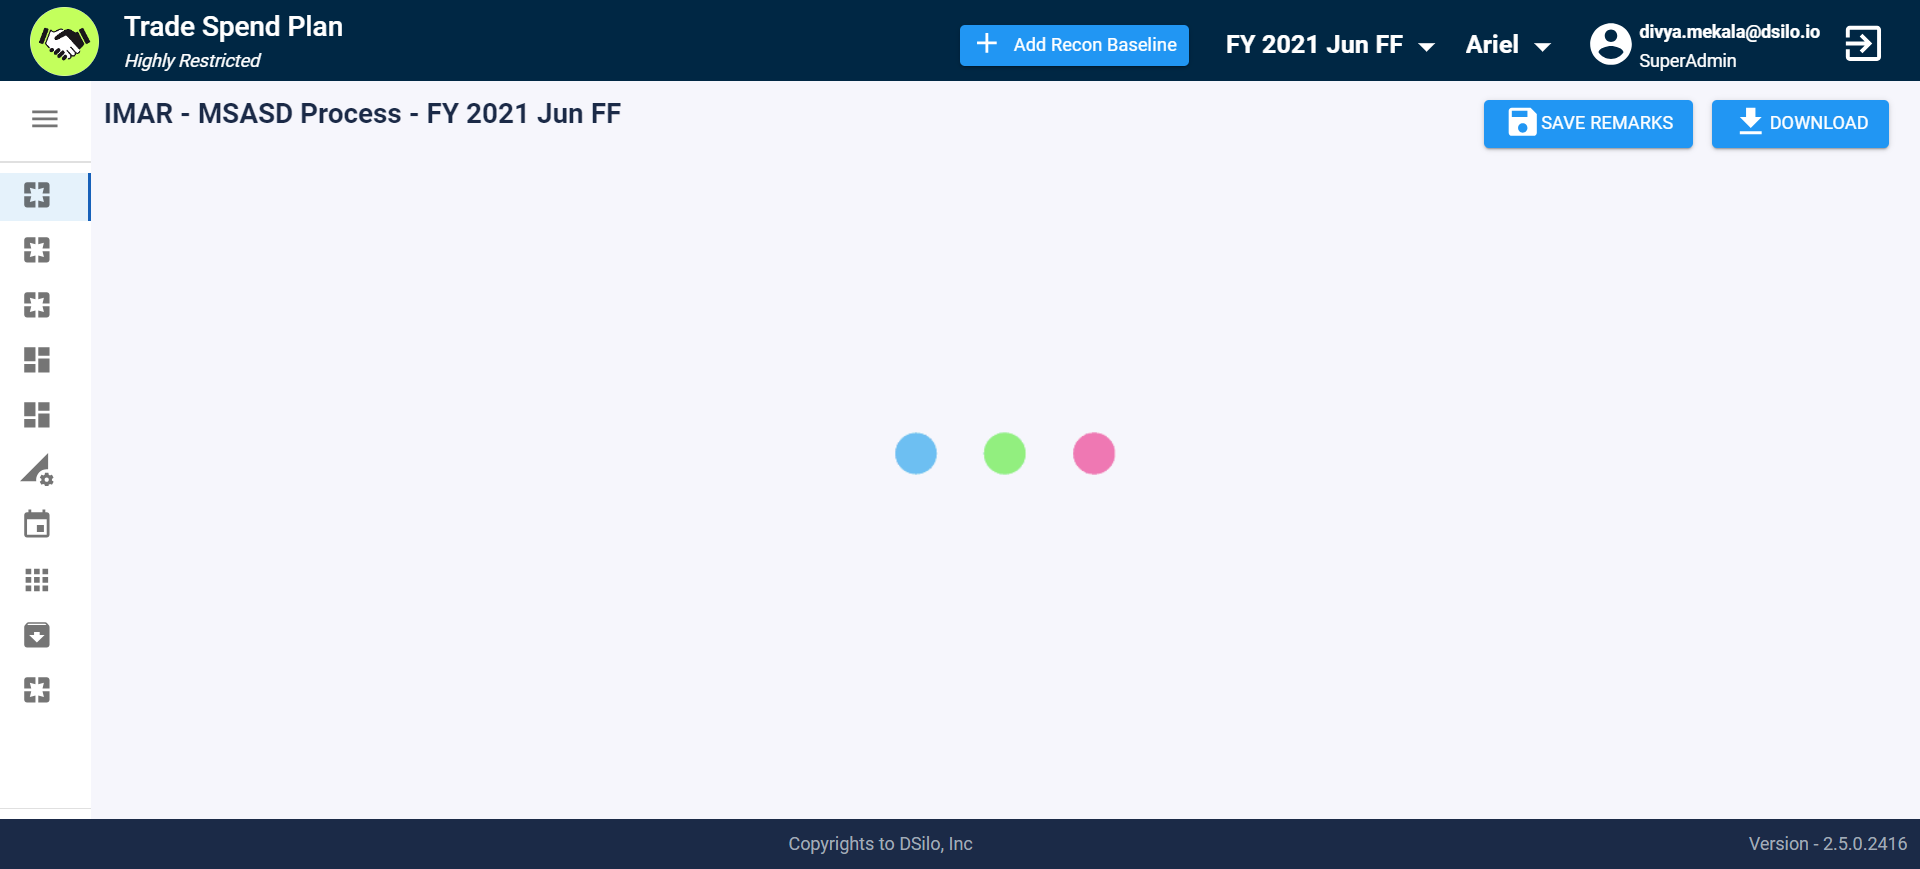 Trade Spend Plan
Highly Restricted
Add Recon Baseline
FY 2021 Jun FF
Ariel
divya.mekala@dsilo.io
SuperAdmin
IMAR - MSASD Process - FY 2021 Jun FF
SAVE REMARKS
DOWNLOAD
Copyrights to DSilo, Inc
Version - 2.5.0.2416